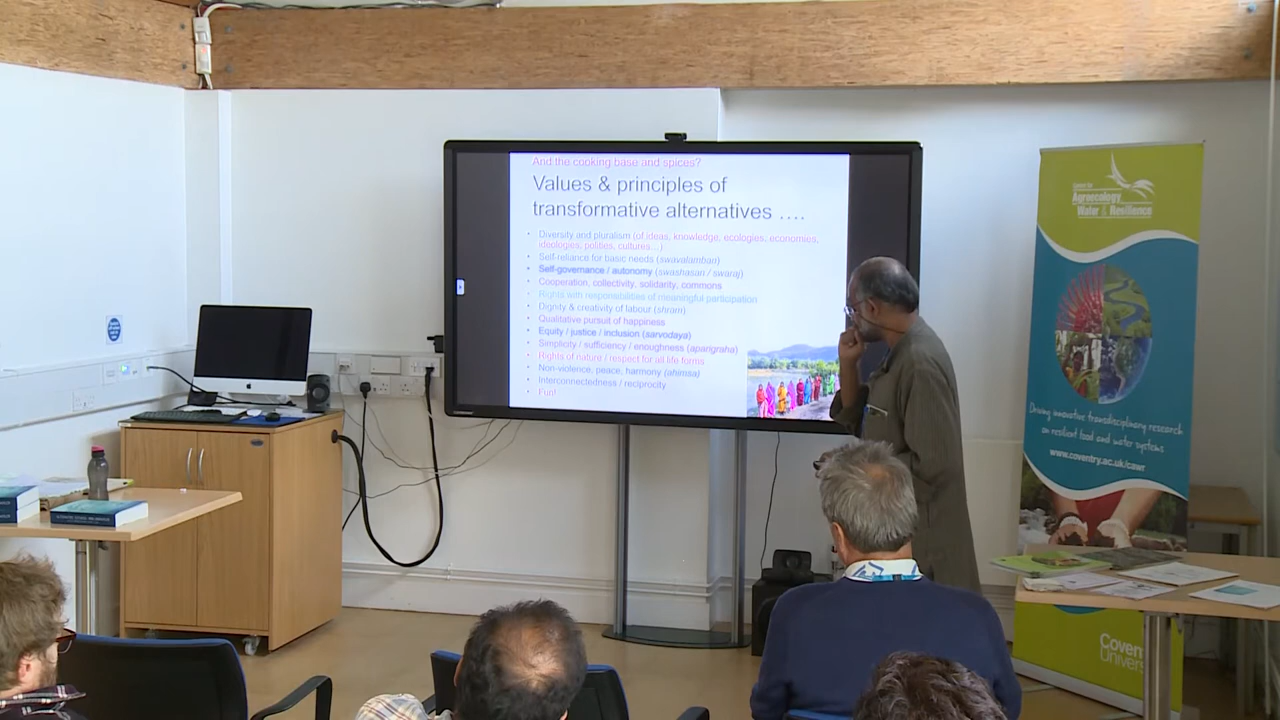 And the cooking base and spices?
Values & principles of
transformative alternatives ….
• Diversity and pluralism (of ideas, knowledge, ecologies, economies,
ideologies, polities, cultures…)
• Self-reliance for basic needs (swavalamban)
• Self-governance / autonomy (swashasan / swaraj)
• Cooperation, collectivity, solidarity, commons
• Rights with responsibilities of meaningful participation
• Dignity & creativity of labour (shram)
• Qualitative pursuit of happiness
• Equity / justice / inclusion (sarvodaya)
• Simplicity / sufficiency / enoughness (aparigraha)
• Rights of nature / respect for all life forms
• Non-violence, peace, harmony (ahimsa)
• Interconnectedness / reciprocity
• Fun!
Centre for
Agroecology
Water & Resilience
Driving innovative transdisciplinary research
on resilient food and water systems
www.coventry.ac.uk/cawr
Coven
Univers